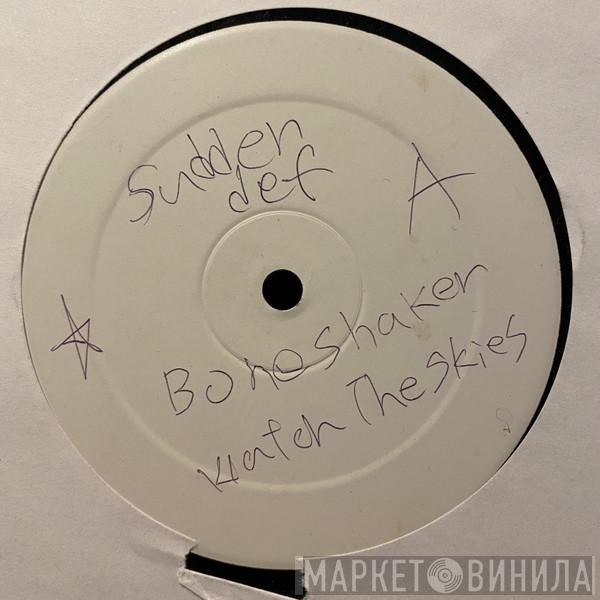 Sudden
def
A
Boneshaker
Watch The Skies
МАРКЕТ ВИНИЛА